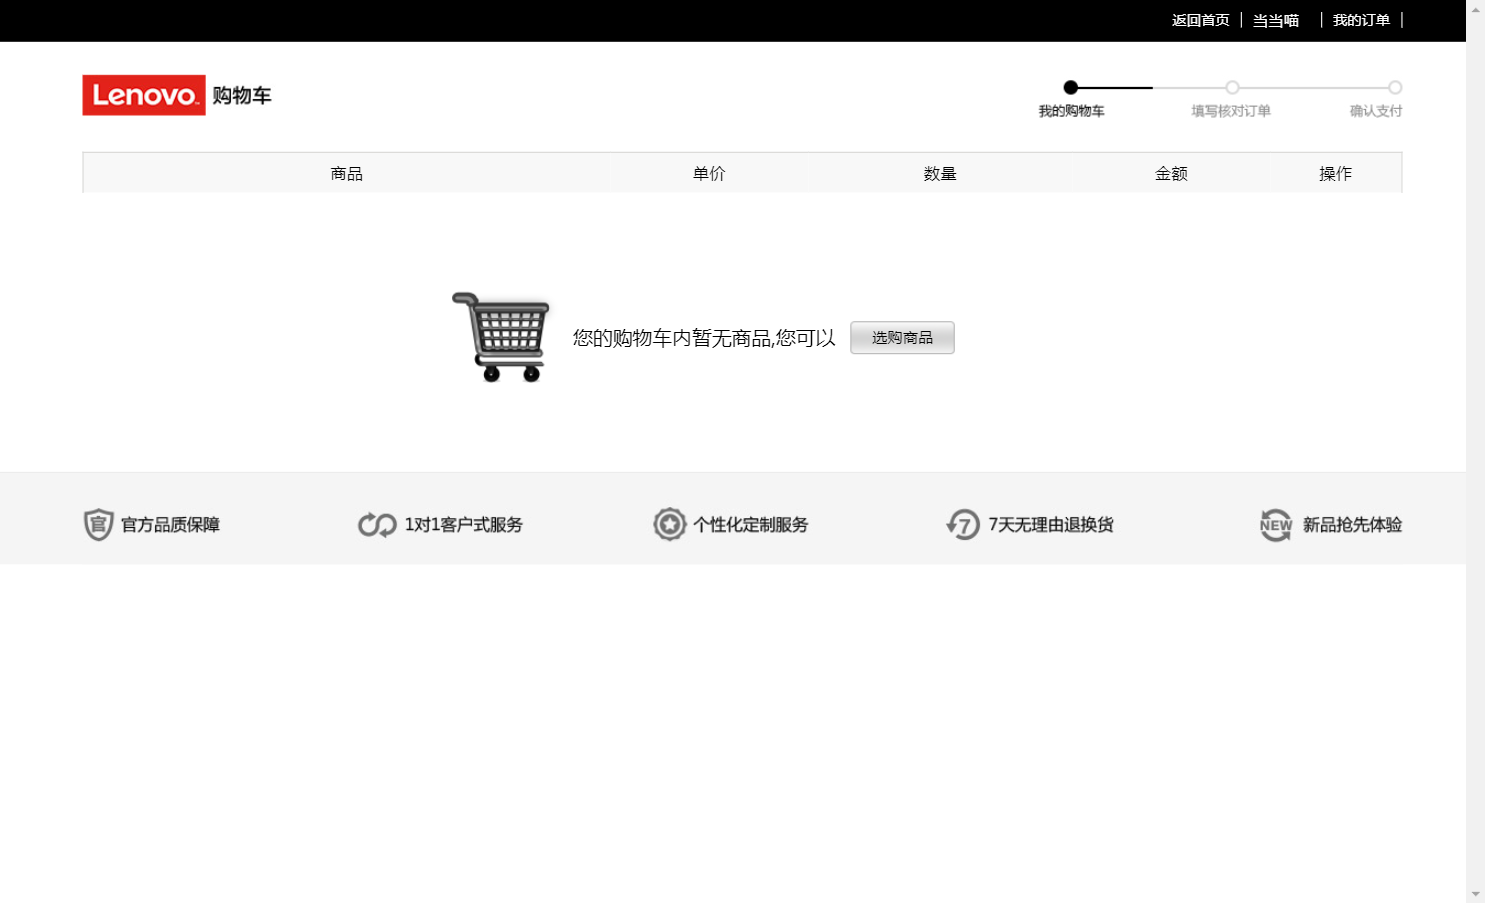 返回首页 | 当当喵 | 我的订单 |
Lenovo™ 购物车
我的购物车 填写核对订单 确认支付
商品 单价 数量 金额 操作
您的购物车内暂无商品,您可以 选购商品
官 官方品质保障 1对1客户式服务 个性化定制服务 7 7天无理由退换货 NEW 新品抢先体验